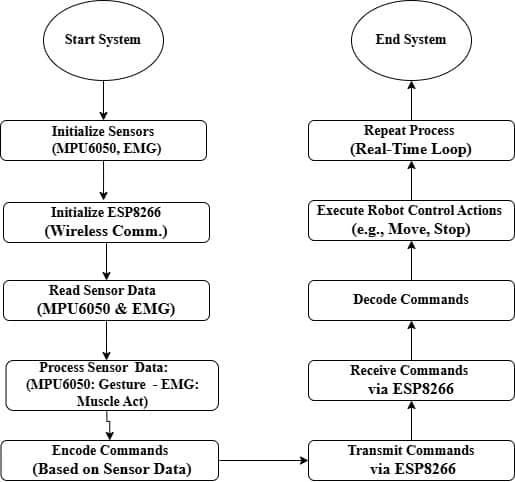 Start System
Initialize Sensors
(MPU6050, EMG)
Initialize ESP8266
(Wireless Comm.)
Read Sensor Data
(MPU6050 & EMG)
Process Sensor Data:
(MPU6050: Gesture - EMG:
Muscle Act)
Encode Commands
(Based on Sensor Data)
Transmit Commands
via ESP8266
Receive Commands
via ESP8266
Decode Commands
Execute Robot Control Actions
(e.g., Move, Stop)
Repeat Process
(Real-Time Loop)
End System